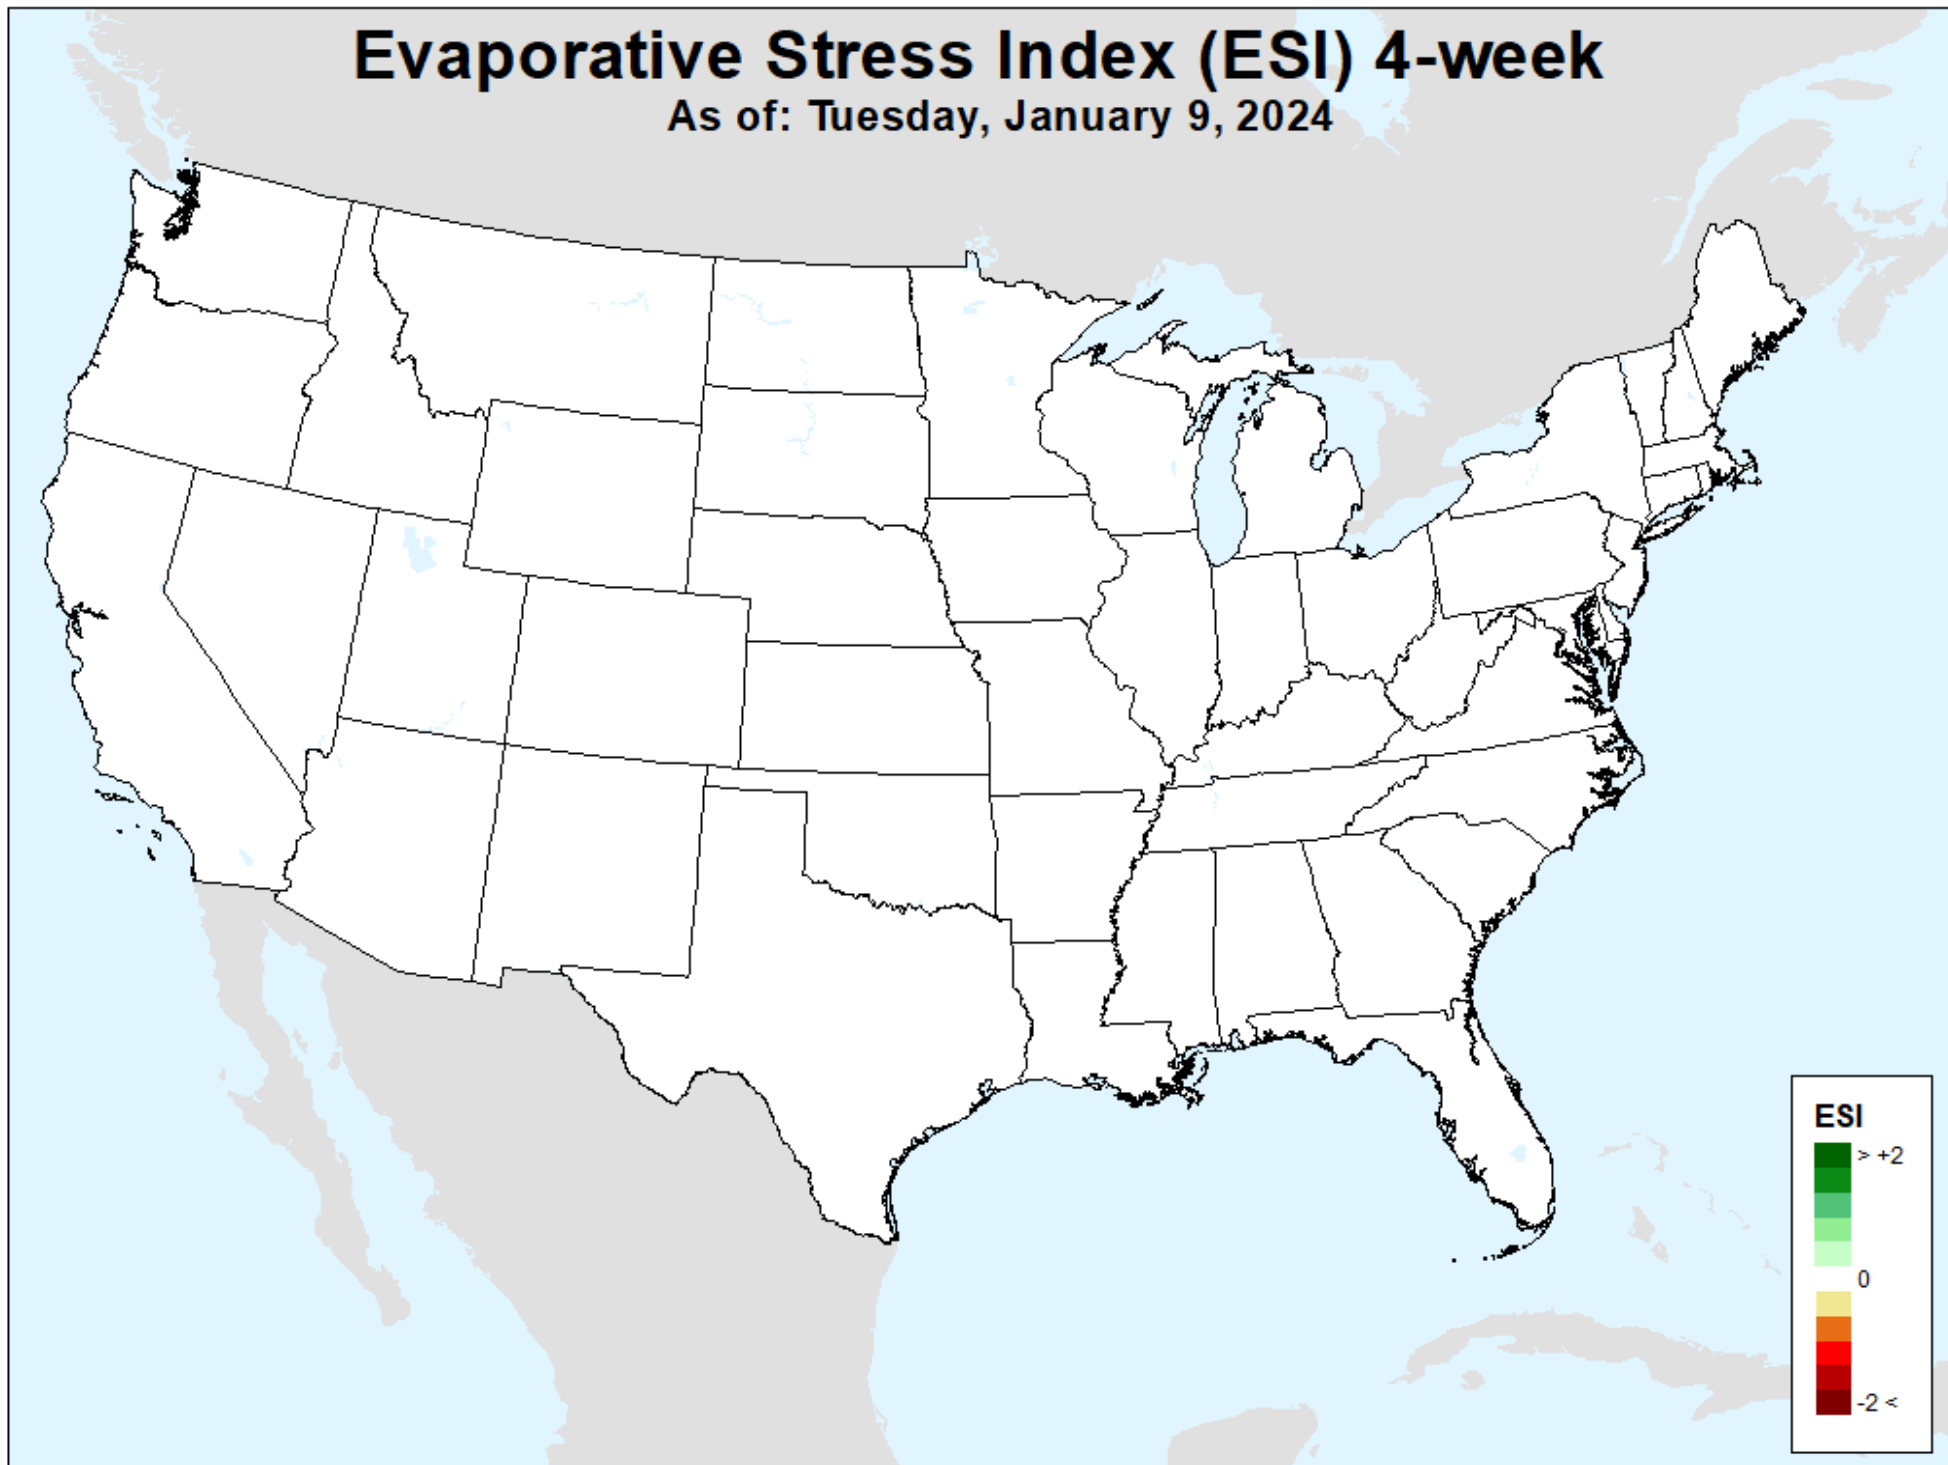 Evaporative Stress Index (ESI) 4-week
As of: Tuesday, January 9, 2024
ESI
> +2
0
-2 <